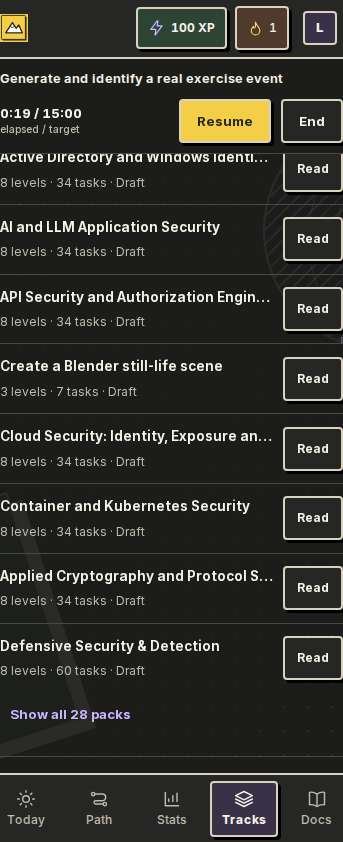 100 XP
1
L
Generate and identify a real exercise event
0:19 / 15:00
elapsed / target
Resume
End
Active Directory and Windows Identi...
8 levels · 34 tasks · Draft
Read
AI and LLM Application Security
8 levels · 34 tasks · Draft
Read
API Security and Authorization Engin...
8 levels · 34 tasks · Draft
Read
Create a Blender still-life scene
3 levels · 7 tasks · Draft
Read
Cloud Security: Identity, Exposure an...
8 levels · 34 tasks · Draft
Read
Container and Kubernetes Security
8 levels · 34 tasks · Draft
Read
Applied Cryptography and Protocol S...
8 levels · 34 tasks · Draft
Read
Defensive Security & Detection
8 levels · 60 tasks · Draft
Read
Show all 28 packs
Today
Path
Stats
Tracks
Docs